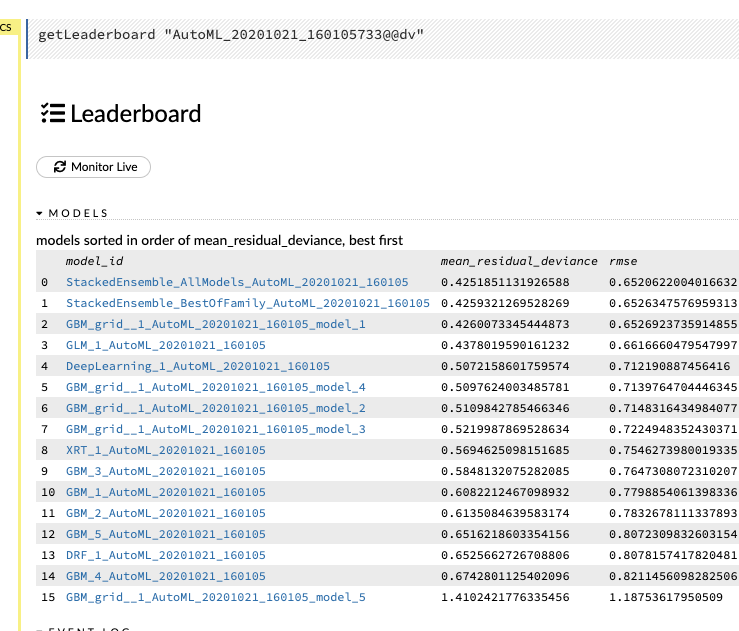 CS
getLeaderboard "AutoML_20201021_160105733@@dv"
Leaderboard
Monitor Live
MODELS
models sorted in order of mean_residual_deviance, best first
model_id mean_residual_deviance rmse
0 StackedEnsemble_AllModels_AutoML_20201021_160105 0.4251851131926588 0.6520622004016632
1 StackedEnsemble_BestOfFamily_AutoML_20201021_160105 0.4259321269528269 0.6526347576959313
2 GBM_grid__1_AutoML_20201021_160105_model_1 0.4260073345444873 0.6526923735914855
3 GLM_1_AutoML_20201021_160105 0.4378019590161232 0.6616660479547997
4 DeepLearning_1_AutoML_20201021_160105 0.5072158601759574 0.712190887456416
5 GBM_grid__1_AutoML_20201021_160105_model_4 0.5097624003485781 0.7139764704446345
6 GBM_grid__1_AutoML_20201021_160105_model_2 0.5109842785466346 0.7148316434984077
7 GBM_grid__1_AutoML_20201021_160105_model_3 0.5219987869528634 0.7224948352430371
8 XRT_1_AutoML_20201021_160105 0.5694625098151685 0.7546273980019335
9 GBM_3_AutoML_20201021_160105 0.5848132075282085 0.7647308072310207
10 GBM_1_AutoML_20201021_160105 0.6082212467098932 0.7798854061398336
11 GBM_2_AutoML_20201021_160105 0.6135084639583174 0.7832678111337893
12 GBM_5_AutoML_20201021_160105 0.6516218603354156 0.8072309832603154
13 DRF_1_AutoML_20201021_160105 0.6525662726708806 0.8078157417820481
14 GBM_4_AutoML_20201021_160105 0.6742801125402096 0.8211456098282506
15 GBM_grid__1_AutoML_20201021_160105_model_5 1.4102421776335456 1.18753617950509
EVENT LOG